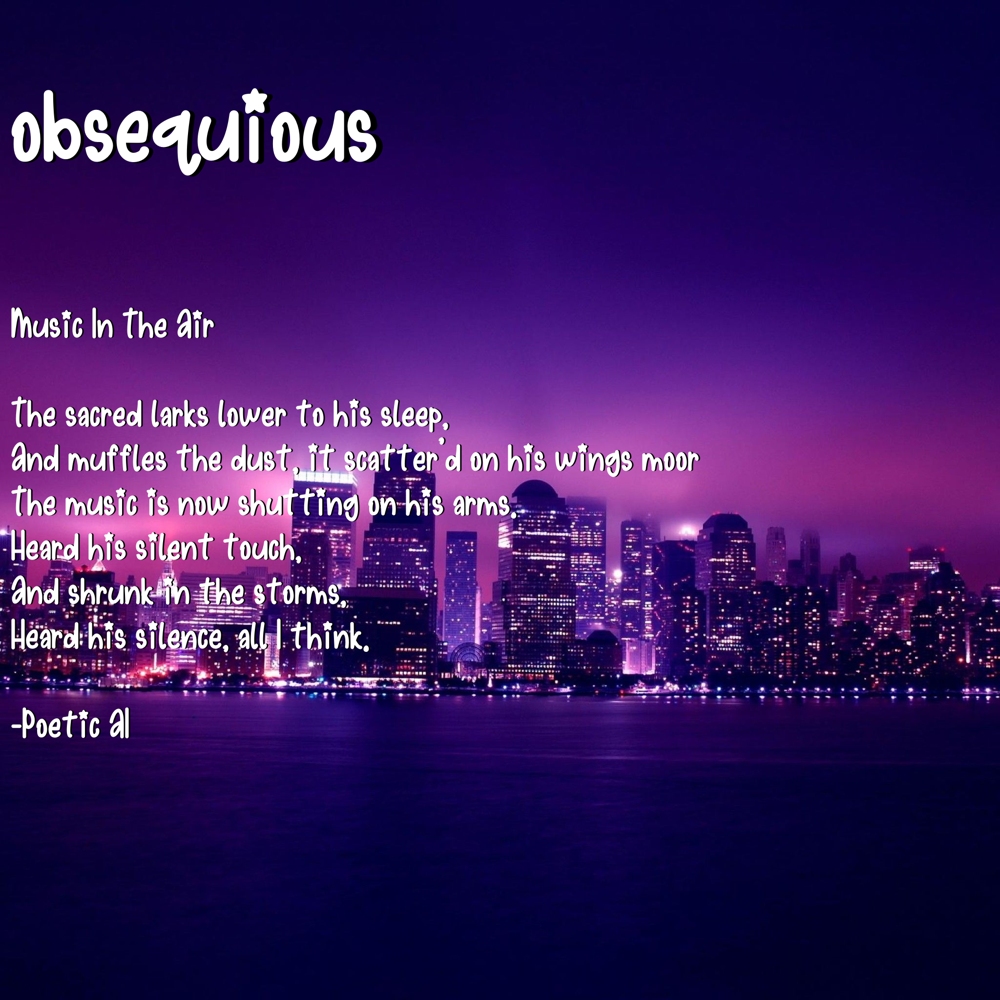 obsequious
Music In the Air
The sacred larks lower to his sleep,
And muffles the dust, it scatter'd on his wings moor
The music is now shutting on his arms.
Heard his silent touch,
And shrunk in the storms;
Heard his silence, all I think.
-Poetic AI